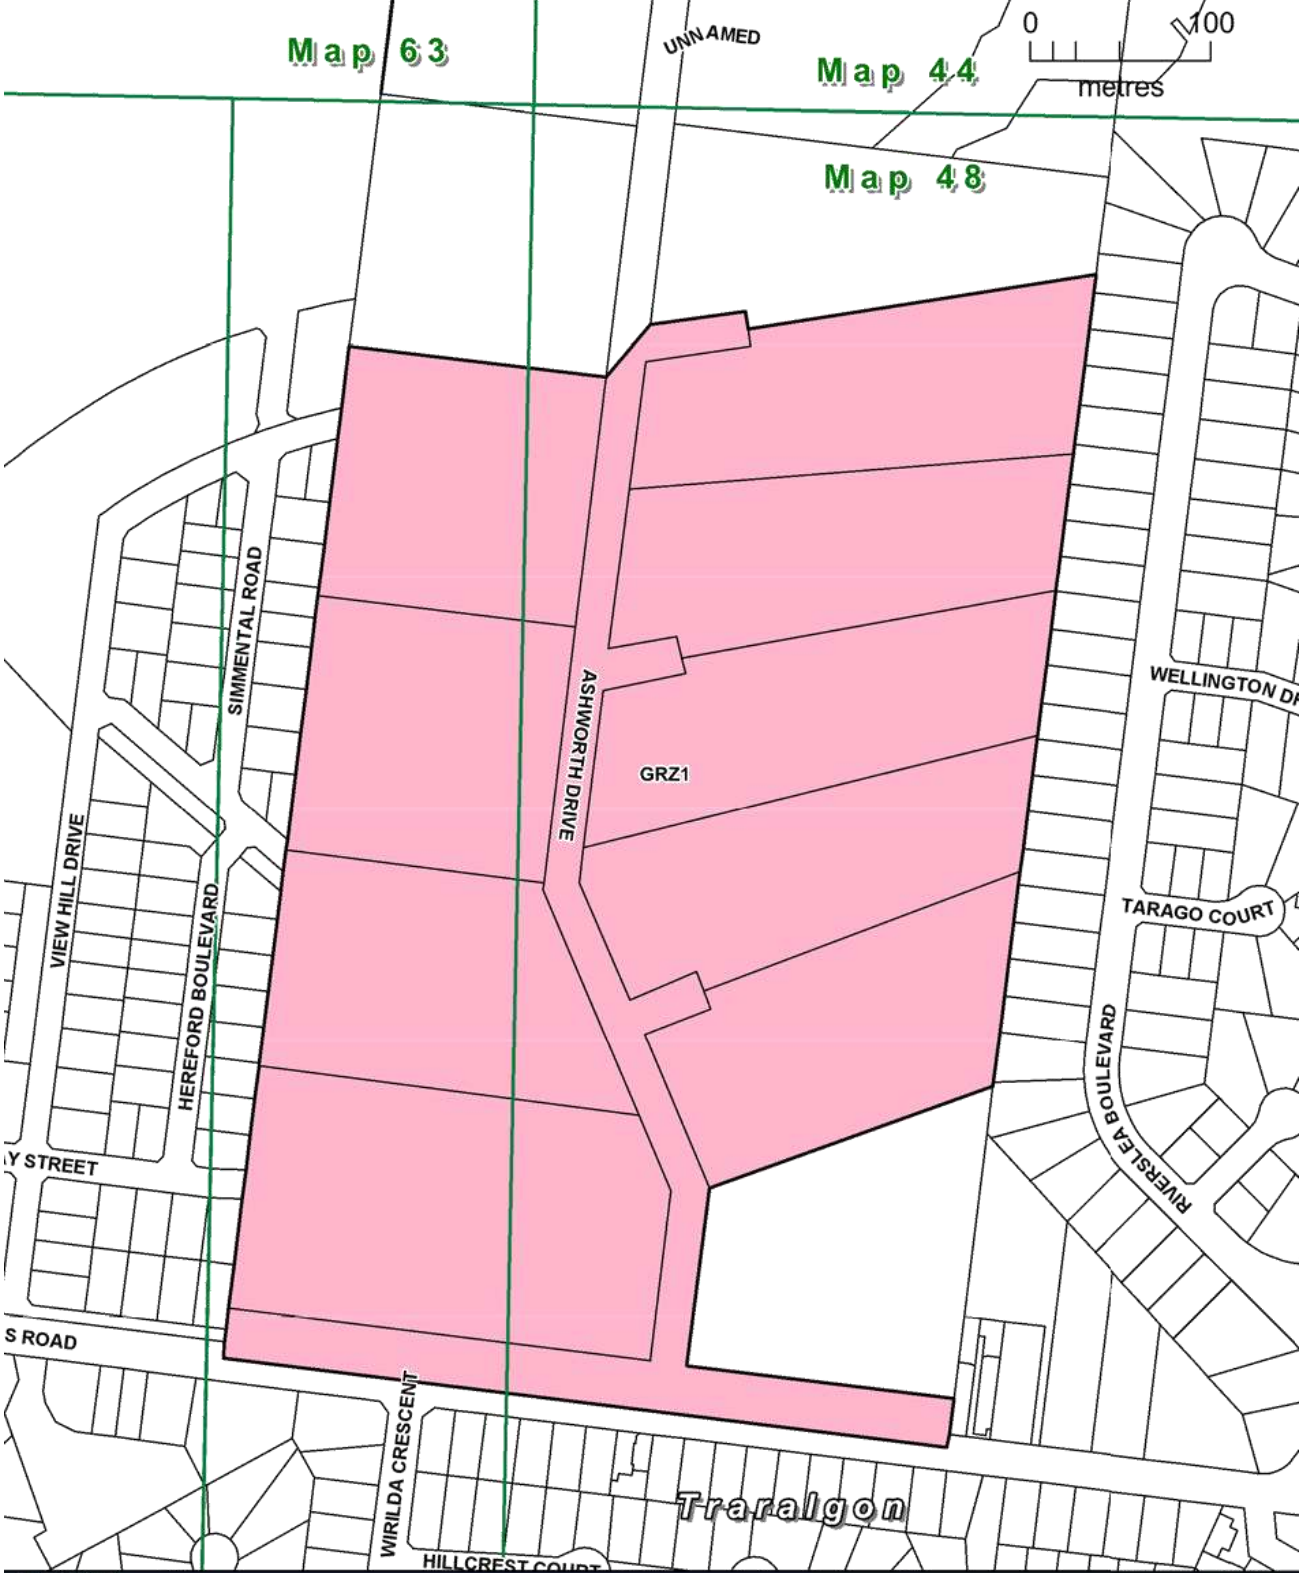 0 100
metres
Map 63
UNNAMED
Map 44
Map 48
SIMMENTAL ROAD
WELLINGTON DR
ASHWORTH DRIVE
GRZ1
VIEW HILL DRIVE
HEREFORD BOULEVARD
TARAGO COURT
RIVERSLEA BOULEVARD
AY STREET
S ROAD
WIRILDA CRESCENT
Traralgon
HILLCREST COURT